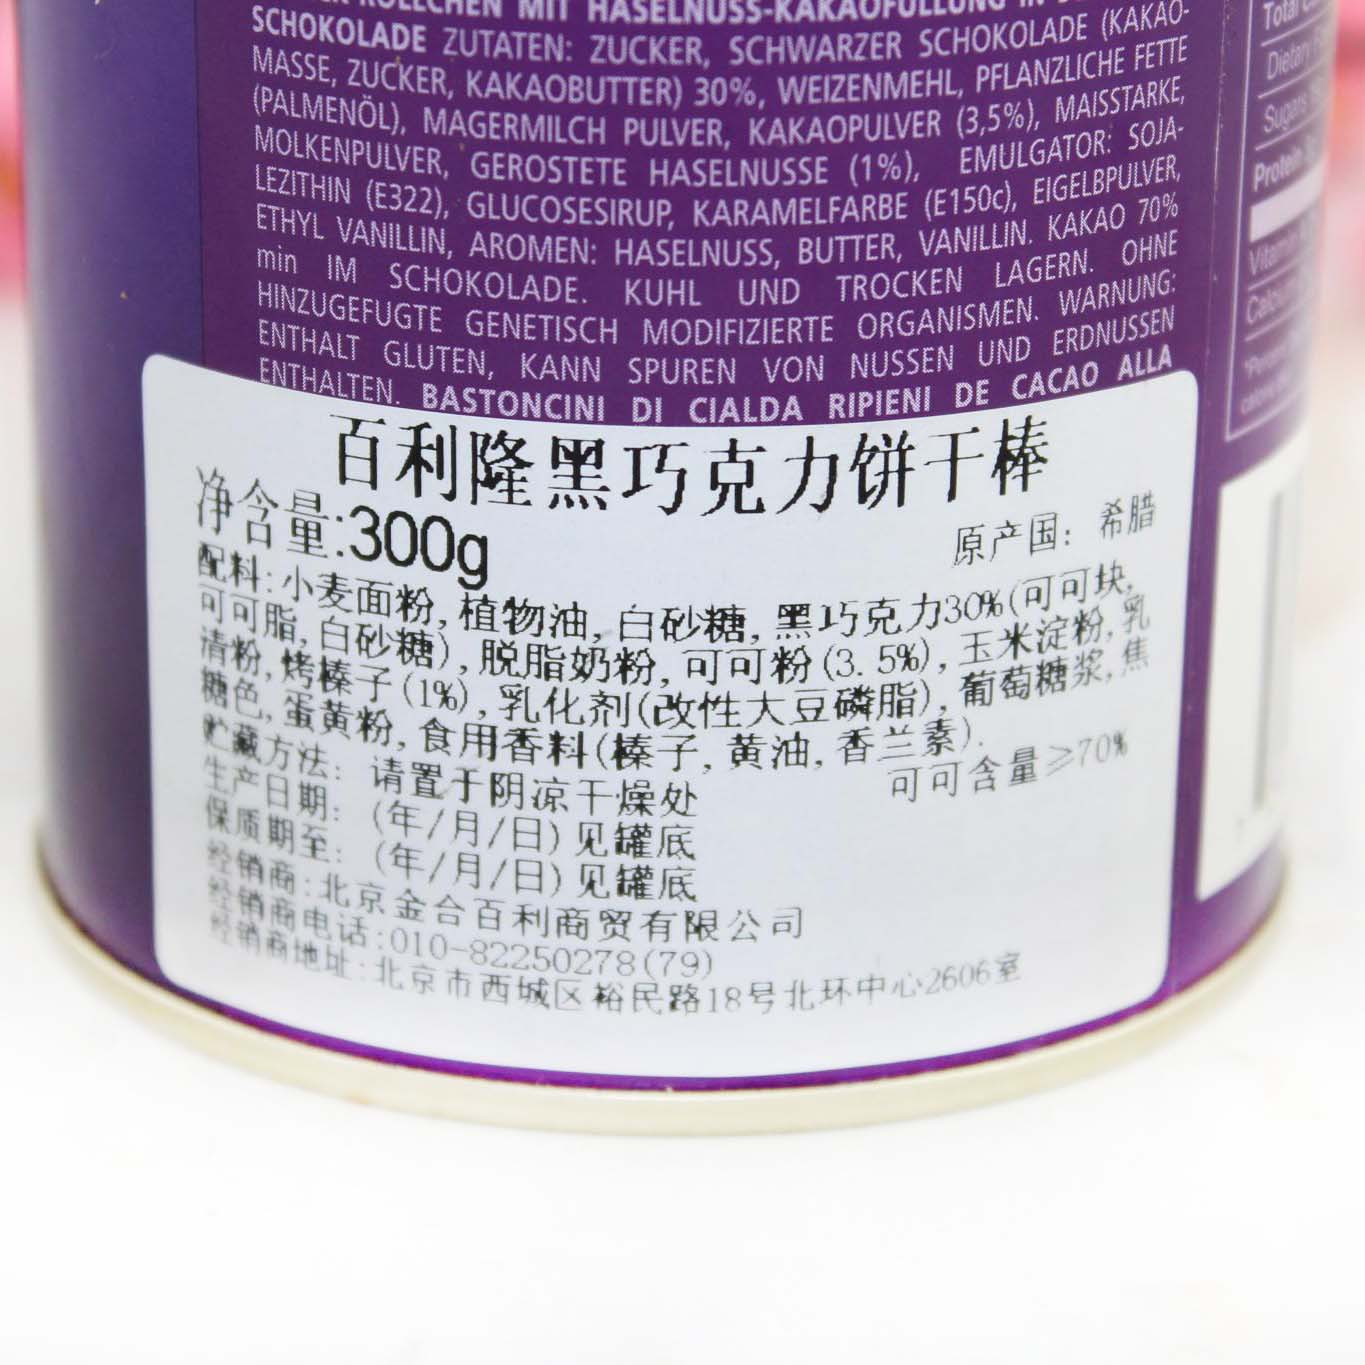 RÖLLCHEN MIT HASELNUSS-KAKAOFÜLLUNG IN
SCHOKOLADE ZUTATEN: ZUCKER, SCHWARZER SCHOKOLADE (KAKAO-
MASSE, ZUCKER, KAKAOBUTTER) 30%, WEIZENMEHL, PFLANZLICHE FETTE
(PALMENÖL), MAGERMILCH PULVER, KAKAOPULVER (3,5%), MAISSTARKE,
MOLKENPULVER, GEROSTETE HASELNUSSE (1%), EMULGATOR: SOJA-
LEZITHIN (E322), GLUCOSESIRUP, KARAMELFARBE (E150c), EIGELBPULVER,
ETHYL VANILLIN, AROMEN: HASELNUSS, BUTTER, VANILLIN. KAKAO 70%
min IM SCHOKOLADE. KUHL UND TROCKEN LAGERN. OHNE
HINZUGEFUGTE GENETISCH MODIFIZIERTE ORGANISMEN. WARNUNG:
ENTHALT GLUTEN, KANN SPUREN VON NUSSEN UND ERDNUSSEN
ENTHALTEN. BASTONCINI DI CIALDA RIPIENI DE CACAO ALLA
百利隆黑巧克力饼干棒
净含量:300g
原产国：希腊
配料:小麦面粉,植物油,白砂糖,黑巧克力30%(可可块,
可可脂,白砂糖),脱脂奶粉,可可粉(3.5%),玉米淀粉,乳
清粉,烤榛子(1%),乳化剂(改性大豆磷脂),葡萄糖浆,焦
糖色,蛋黄粉,食用香料(榛子,黄油,香兰素).
可可含量≥70%
贮藏方法：请置于阴凉干燥处
生产日期：(年/月/日)见罐底
保质期至：(年/月/日)见罐底
经销商:北京金合百利商贸有限公司
经销商电话:010-82250278(79)
经销商地址:北京市西城区裕民路18号北环中心2606室
Total
Dietary
Sugars
Protein